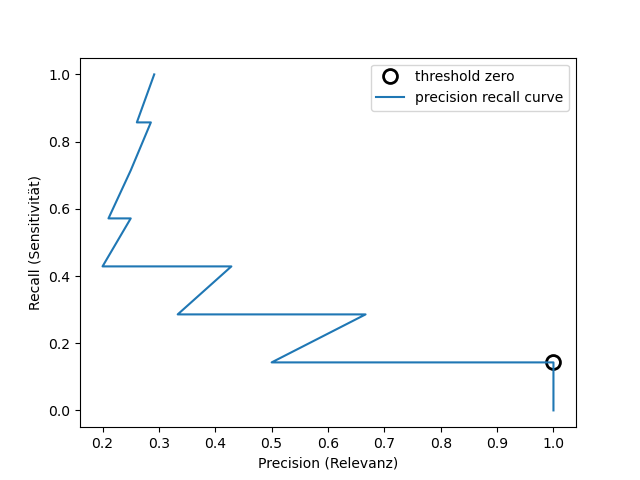 threshold zero
precision recall curve
1.0
0.8
0.6
0.4
0.2
0.0
Recall (Sensitivität)
0.2 0.3 0.4 0.5 0.6 0.7 0.8 0.9 1.0
Precision (Relevanz)